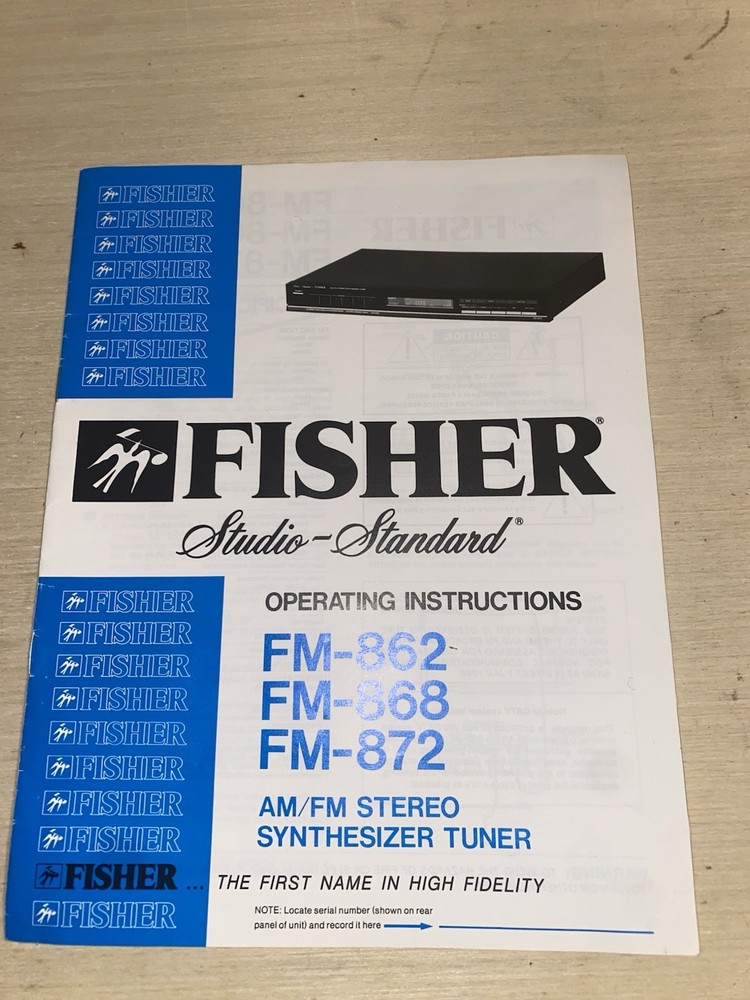 FISHER
FISHER
FISHER
FISHER
FISHER
FISHER
FISHER
FISHER
FISHER®
Studio-Standard®
FISHER
FISHER
FISHER
FISHER
FISHER
FISHER
FISHER
FISHER
OPERATING INSTRUCTIONS
FM-862
FM-868
FM-872
AM/FM STEREO
SYNTHESIZER TUNER
FISHER ... THE FIRST NAME IN HIGH FIDELITY
FISHER
NOTE: Locate serial number (shown on rear
panel of unit) and record it here